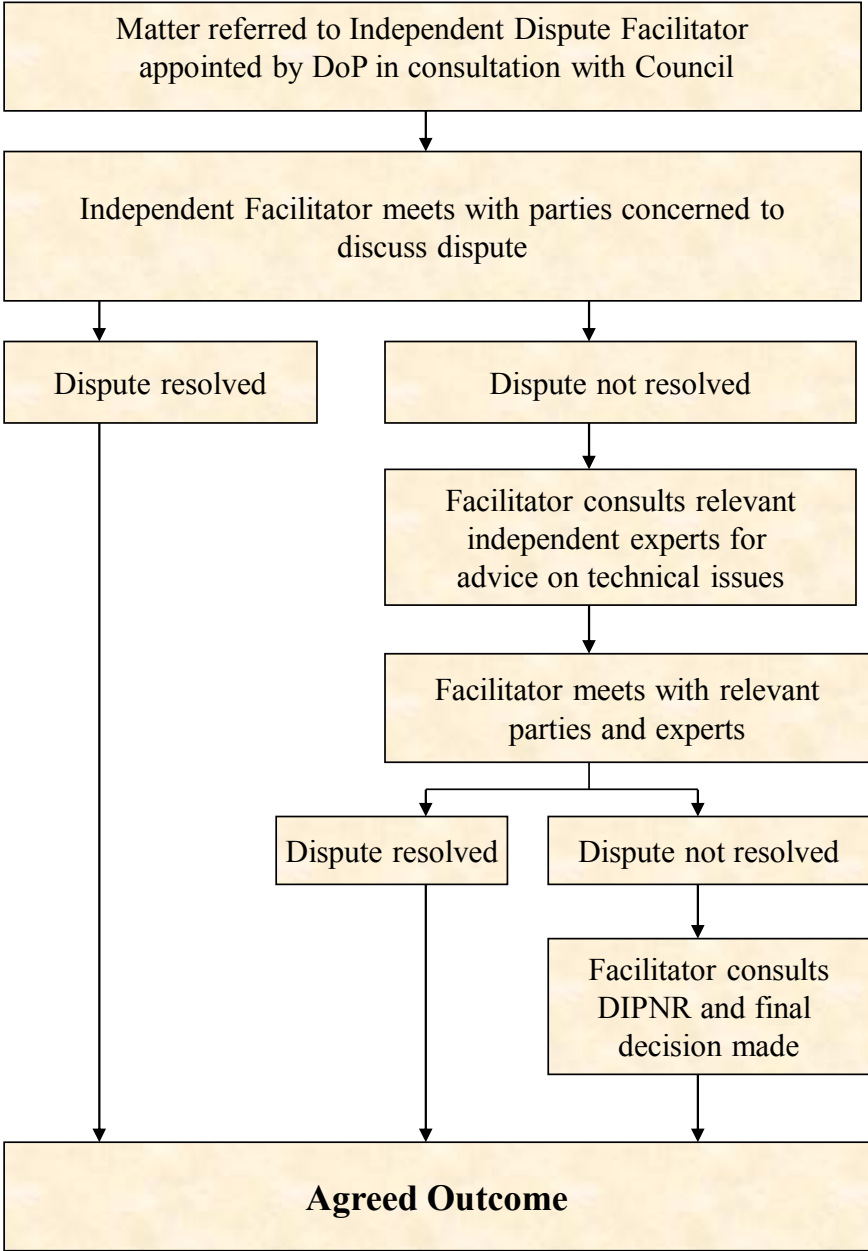 Matter referred to Independent Dispute Facilitator
appointed by DoP in consultation with Council
Independent Facilitator meets with parties concerned to
discuss dispute
Dispute resolved
Dispute not resolved
Facilitator consults relevant
independent experts for
advice on technical issues
Facilitator meets with relevant
parties and experts
Dispute resolved
Dispute not resolved
Facilitator consults
DIPNR and final
decision made
Agreed Outcome